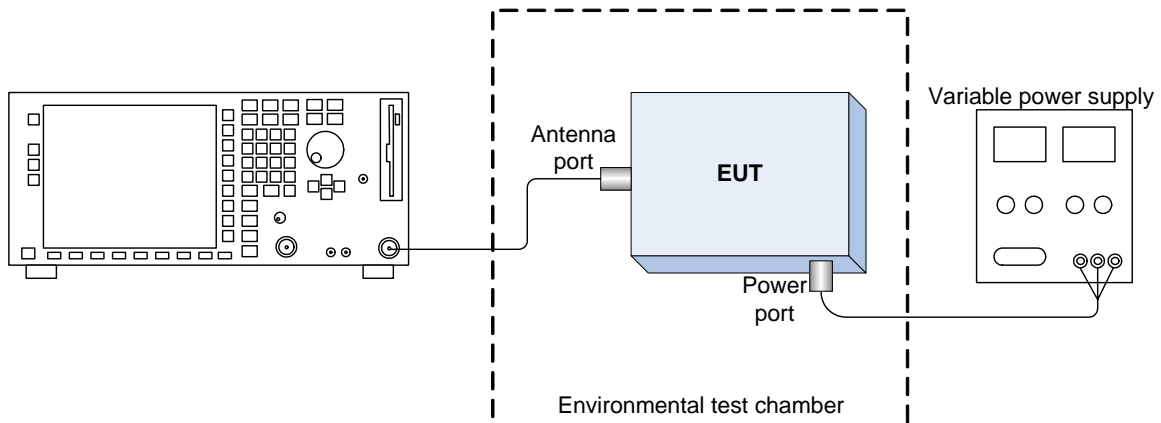 Variable power supply
Antenna
port
EUT
Power
port
Environmental test chamber